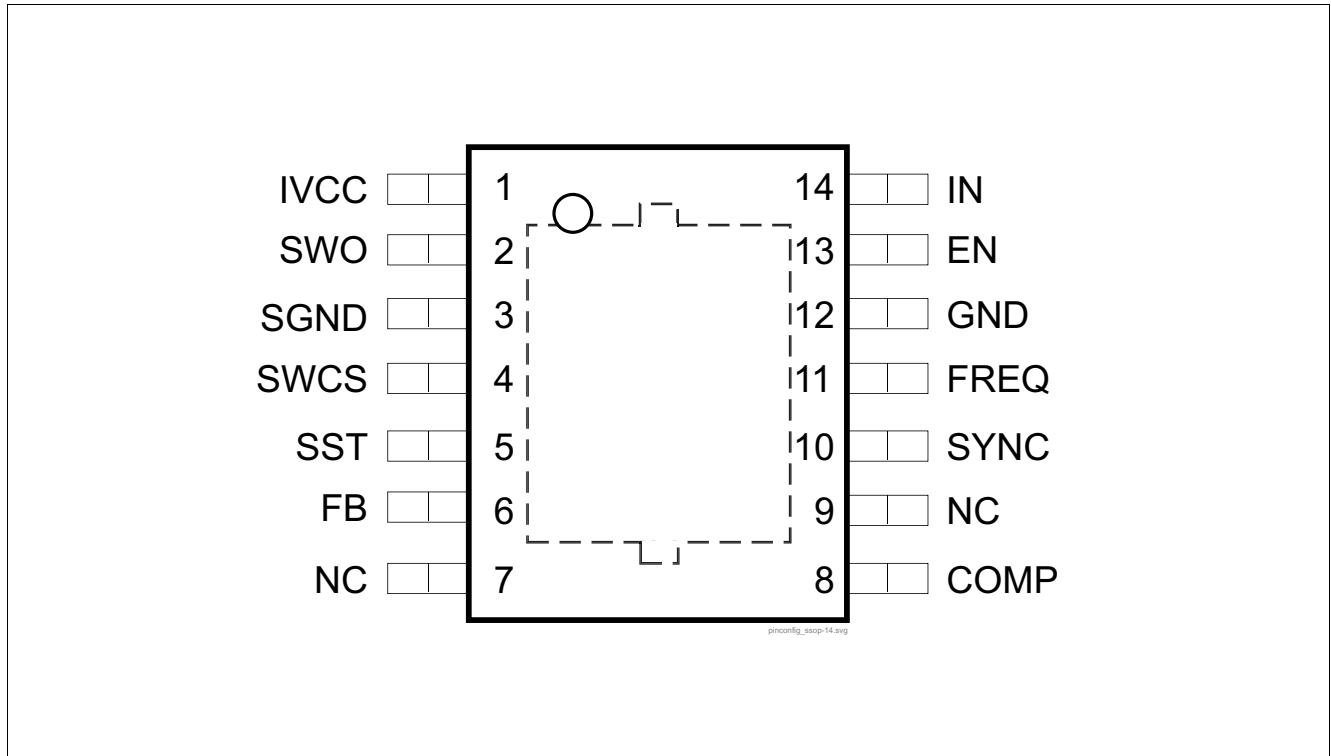 IVCC 1 14 IN
SWO 2 13 EN
SGND 3 12 GND
SWCS 4 11 FREQ
SST 5 10 SYNC
FB 6 9 NC
NC 7 8 COMP
pinconfig_ssop-14.svg